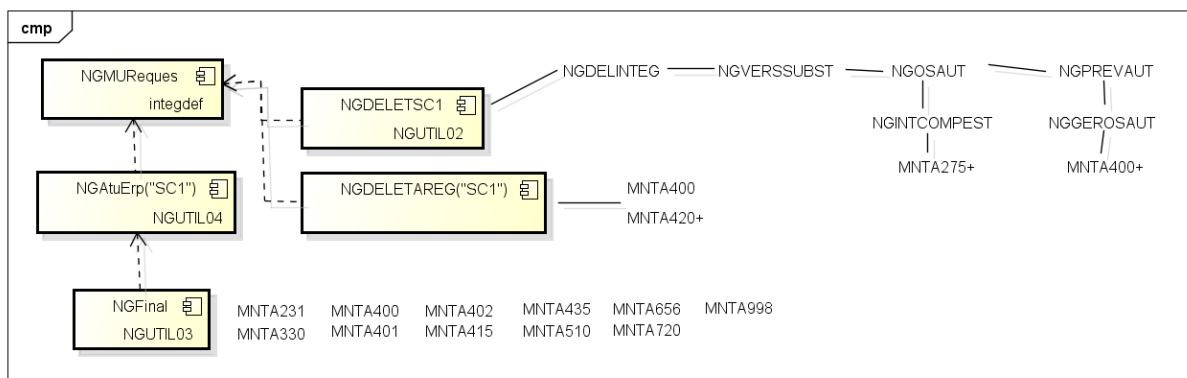 cmp
NGMUReques
integdef
NGDELETSC1
NGUTIL02
NGDELINTEG
NGVERSSUBST
NGOSAUT
NGPREVAUT
NGINTCOMPEST
NGGEROSAUT
MNTA275+
MNTA400+
NGAtuErp("SC1")
NGUTIL04
NGDELETAREG("SC1")
MNTA400
MNTA420+
NGFinal
NGUTIL03
MNTA231 MNTA400 MNTA402 MNTA435 MNTA656 MNTA998
MNTA330 MNTA401 MNTA415 MNTA510 MNTA720